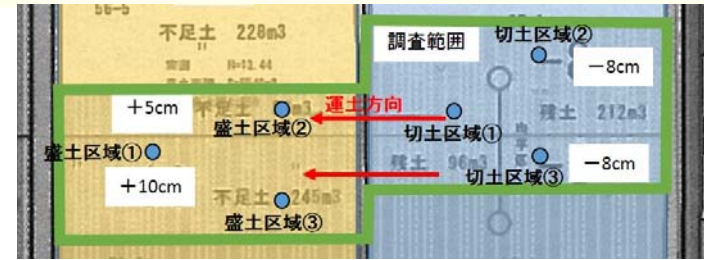 56-5
不足土 228m3
調査範囲
切土区域②
－8cm
＋5cm
運土方向
盛土区域②
切土区域①
残土 212m3
盛土区域①
残土 96m3
－8cm
切土区域③
＋10cm
不足土 245m3
盛土区域③